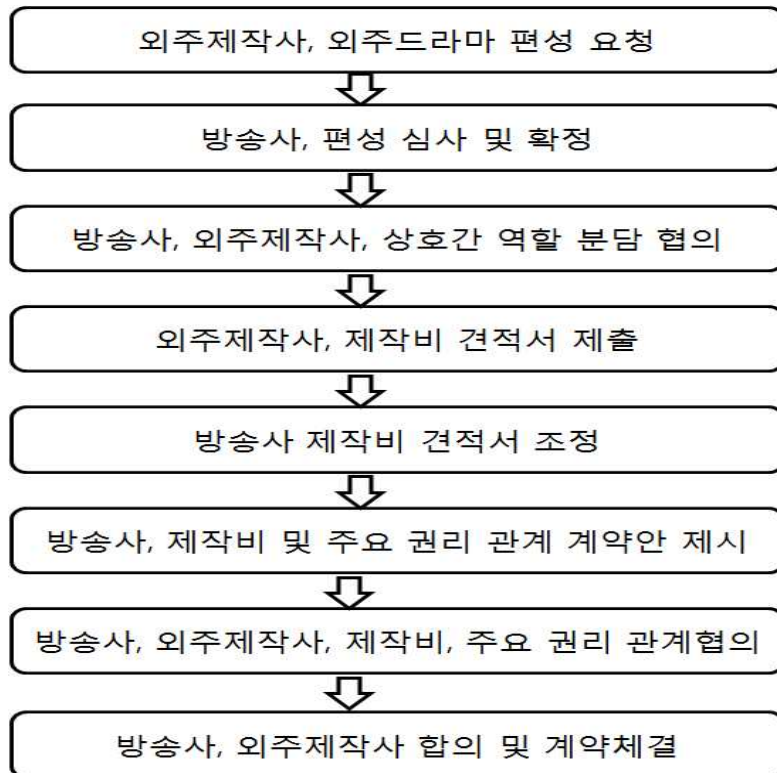 외주제작사, 외주드라마 편성 요청
방송사, 편성 심사 및 확정
방송사, 외주제작사, 상호간 역할 분담 협의
외주제작사, 제작비 견적서 제출
방송사 제작비 견적서 조정
방송사, 제작비 및 주요 권리 관계 계약안 제시
방송사, 외주제작사, 제작비, 주요 권리 관계협의
방송사, 외주제작사 합의 및 계약체결